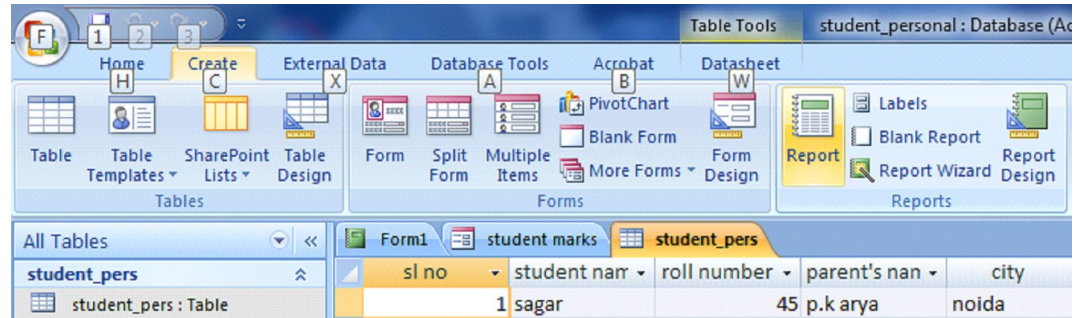 Table Tools student_personal : Database (Ac
F 1 2 3
Home Create External Data Database Tools Acrobat Datasheet
H C X A B W
Table Table Templates SharePoint Lists Table Design
Form Split Form Multiple Items PivotChart Blank Form More Forms Form Design
Report Labels Blank Report Report Wizard Report Design
Tables Forms Reports
All Tables « Form1 student marks student_pers
student_pers sl no student nam roll number parent's nan city
student_pers : Table 1 sagar 45 p.k arya noida